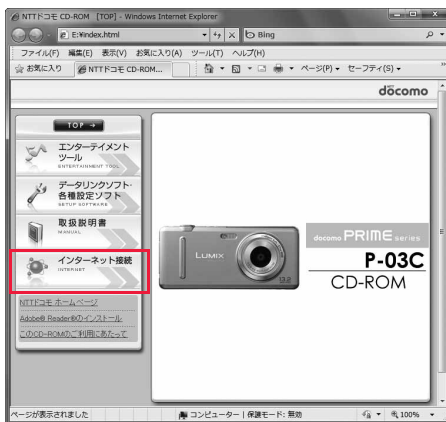 NTTドコモ CD-ROM [TOP] - Windows Internet Explorer
E:¥index.html
Bing
ファイル(F) 編集(E) 表示(V) お気に入り(A) ツール(T) ヘルプ(H)
お気に入り
NTTドコモ CD-ROM...
ページ(P)
セーフティ(S)
döcomo
TOP →
エンターテイメント
ツール
ENTERTAINMENT TOOL
データリンクソフト・
各種設定ソフト
SETUP SOFTWARE
取扱説明書
MANUAL
インターネット接続
INTERNET
NTTドコモ ホームページ
Adobe® Reader®のインストール
このCD-ROMのご利用にあたって
LUMIX
13.2
docomo PRIME series
P-03C
CD-ROM
ページが表示されました
コンピューター | 保護モード: 無効
100%